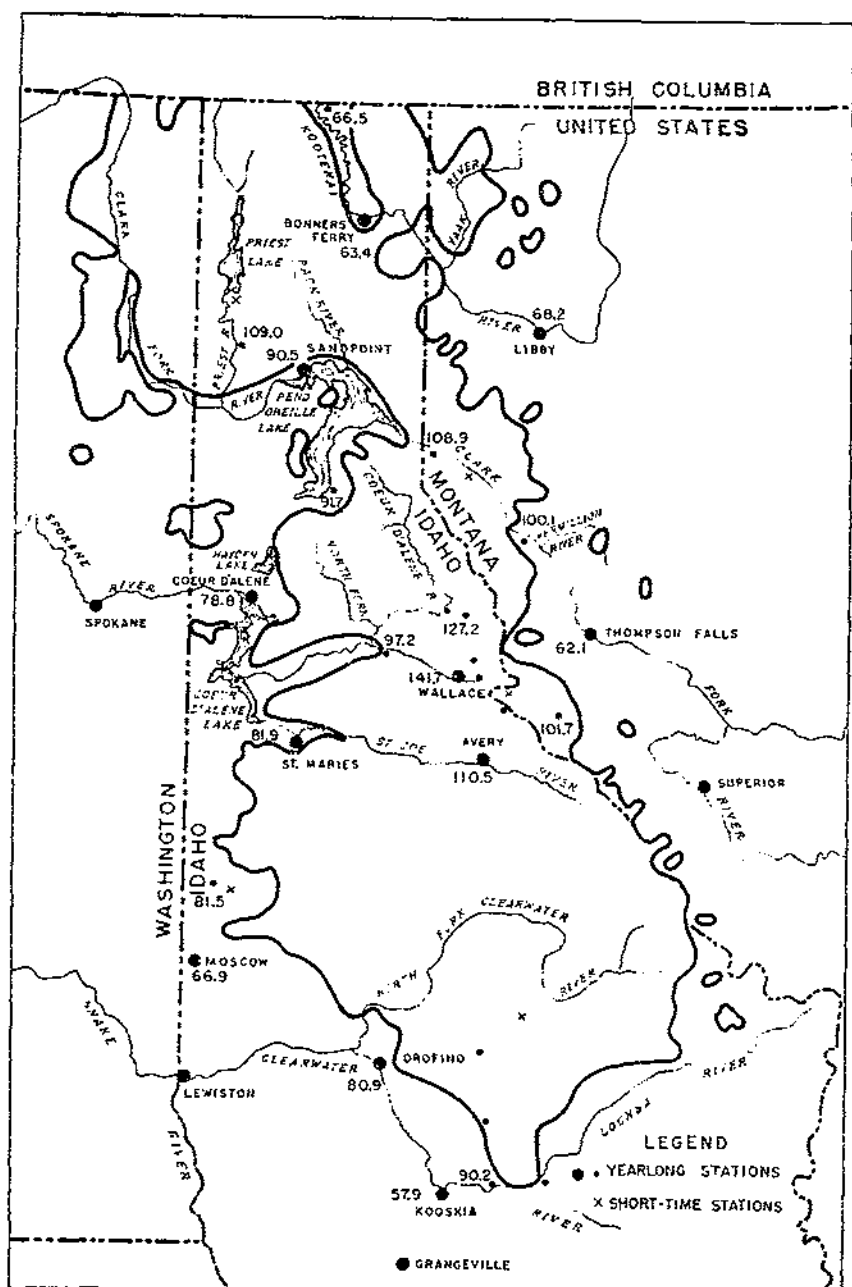 BRITISH COLUMBIA
UNITED STATES
66.5
KOOTENAY
YAAK
RIVER
CLARK
BONNERS
FERRY
63.4
PRIEST
LAKE
PACK RIVER
68.2
RIVER
LIBBY
109.0
SANDPOINT
90.5
FORK
PRIEST R.
RIVER
PEND
OREILLE
LAKE
108.9
CLARK
MONTANA
IDAHO
91.7
COEUR
D'ALENE
R.
100.1
VERMILLION
RIVER
SPOKANE
RIVER
HAYDEN
LAKE
COEUR D'ALENE
78.8
NORTH FORK
SPOKANE
127.2
97.2
62.1
THOMPSON FALLS
141.7
WALLACE
COEUR
D'ALENE
LAKE
FORK
101.7
81.9
ST. MARIES
ST. JOE
RIVER
AVERY
110.5
SUPERIOR
RIVER
WASHINGTON
IDAHO
81.5
NORTH
FORK
CLEARWATER
RIVER
MOSCOW
66.9
SNAKE
CLEARWATER
OROFINO
80.9
LEWISTON
RIVER
LOCHSA
RIVER
LEGEND
YEARLONG STATIONS
× SHORT-TIME STATIONS
90.2
57.9
KOOSKIA
RIVER
GRANGEVILLE